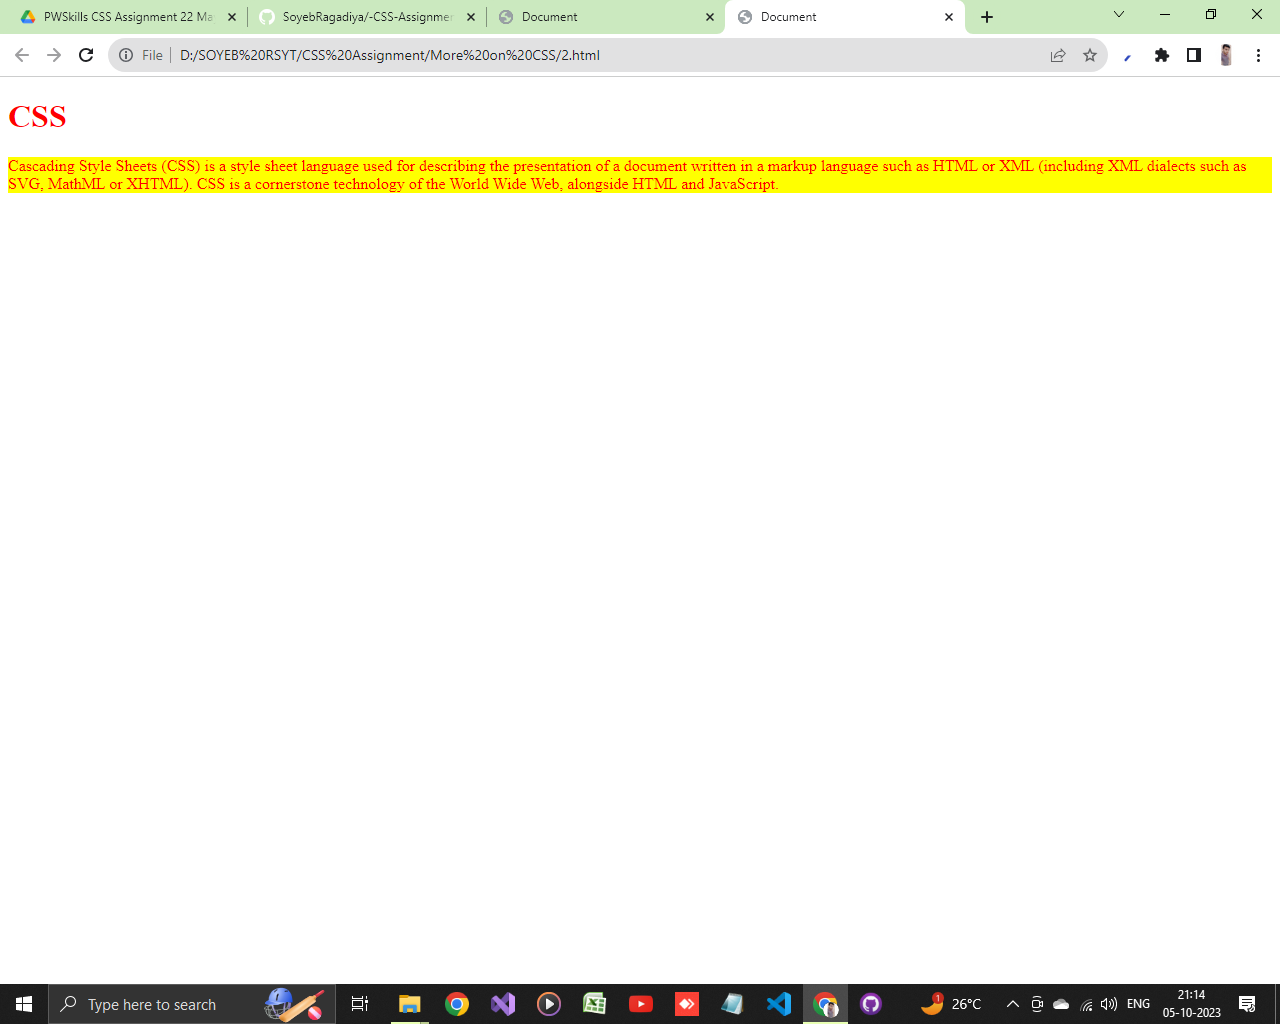 PWSkills CSS Assignment 22 Ma
SoyebRagadiya/-CSS-Assignmen
Document
Document
File
D:/SOYEB%20RSYT/CSS%20Assignment/More%20on%20CSS/2.html
CSS
Cascading Style Sheets (CSS) is a style sheet language used for describing the presentation of a document written in a markup language such as HTML or XML (including XML dialects such as
SVG, MathML or XHTML). CSS is a cornerstone technology of the World Wide Web, alongside HTML and JavaScript.
Type here to search
1
26°C
ENG
21:14
05-10-2023